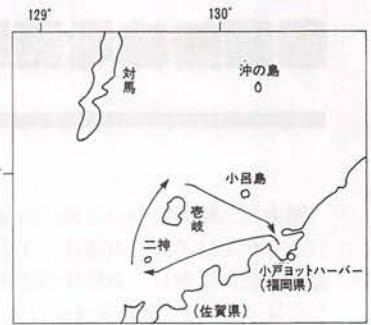 129°
130°
対馬
沖の島
小呂島
壱岐
二神
小戸ヨットハーバー
(福岡県)
(佐賀県)